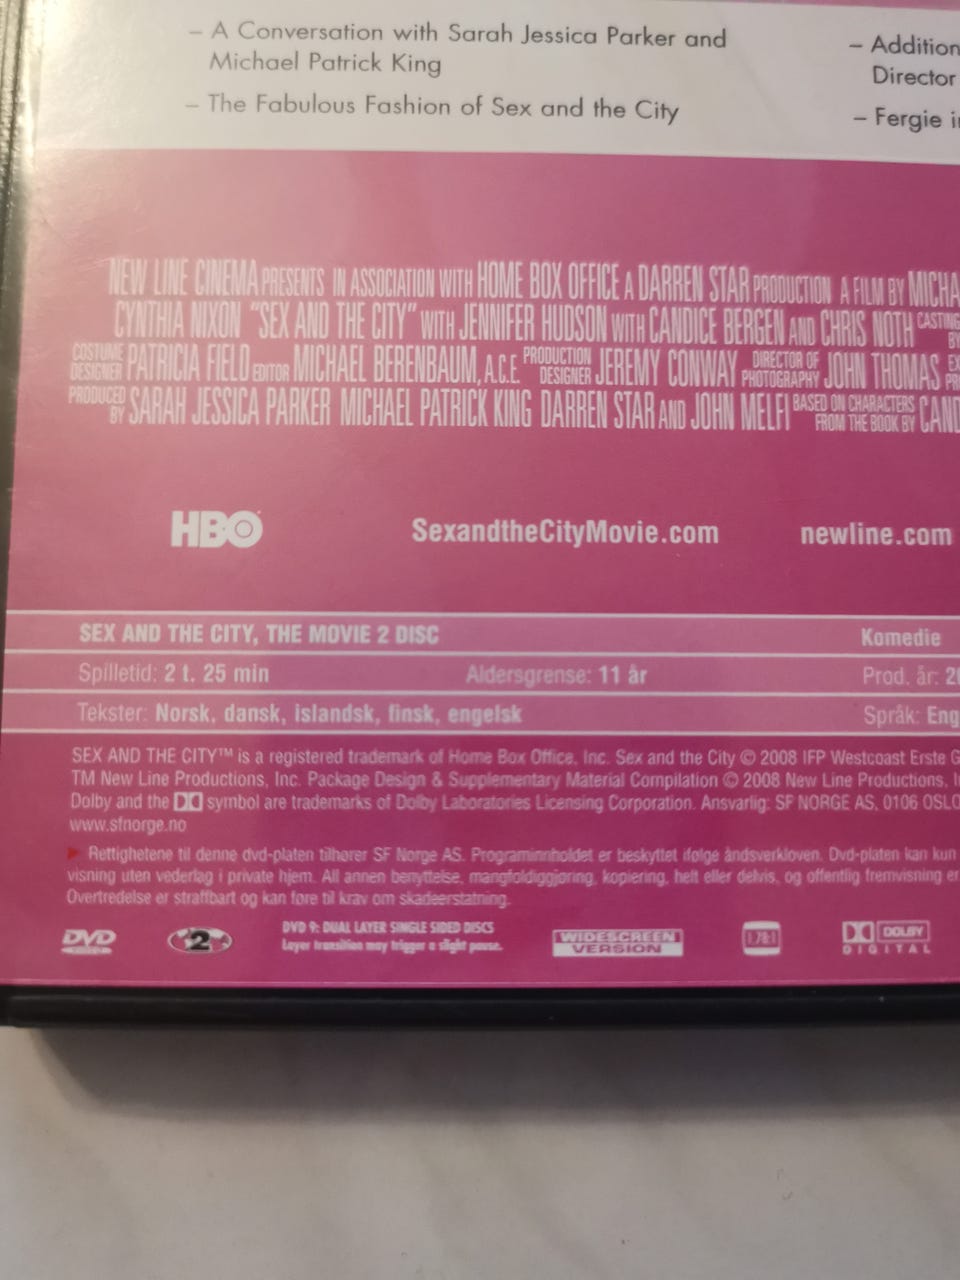 – A Conversation with Sarah Jessica Parker and
Michael Patrick King
– The Fabulous Fashion of Sex and the City
– Addition
Director
– Fergie i
NEW LINE CINEMA PRESENTS IN ASSOCIATION WITH HOME BOX OFFICE A DARREN STAR PRODUCTION A FILM BY MICHA
CYNTHIA NIXON "SEX AND THE CITY" WITH JENNIFER HUDSON WITH CANDICE BERGEN AND CHRIS NOTH CASTING BY
COSTUME DESIGNER PATRICIA FIELD EDITOR MICHAEL BERENBAUM, A.C.E. PRODUCTION DESIGNER JEREMY CONWAY DIRECTOR OF PHOTOGRAPHY JOHN THOMAS EX PR
PRODUCED BY SARAH JESSICA PARKER MICHAEL PATRICK KING DARREN STAR AND JOHN MELFI BASED ON CHARACTERS FROM THE BOOK BY CAND
HBO SexandtheCityMovie.com newline.com
SEX AND THE CITY, THE MOVIE 2 DISC Komedie
Spilletid: 2 t. 25 min Aldersgrense: 11 år Prod. år: 20
Tekster: Norsk, dansk, islandsk, finsk, engelsk Språk: Eng
SEX AND THE CITY™ is a registered trademark of Home Box Office, Inc. Sex and the City © 2008 IFP Westcoast Erste G
TM New Line Productions, Inc. Package Design & Supplementary Material Compilation © 2008 New Line Productions, I
Dolby and the symbol are trademarks of Dolby Laboratories Licensing Corporation. Ansvarlig: SF NORGE AS, 0106 OSLO
www.sfnorge.no
Rettighetene til denne dvd-platen tilhører SF Norge AS. Programinnholdet er beskyttet ifølge åndsverkloven. Dvd-platen kan kun
visning uten vederlag i private hjem. All annen benyttelse, mangfoldiggjøring, kopiering, helt eller delvis, og offentlig fremvisning er
Overtredelse er straffbart og kan føre til krav om skadeerstatning.
DVD VIDEO 2 DVD 9: DUAL LAYER SINGLE SIDED DISCS
Layer transition may trigger a slight pause.
WIDESCREEN VERSION 1.78:1 DOLBY DIGITAL